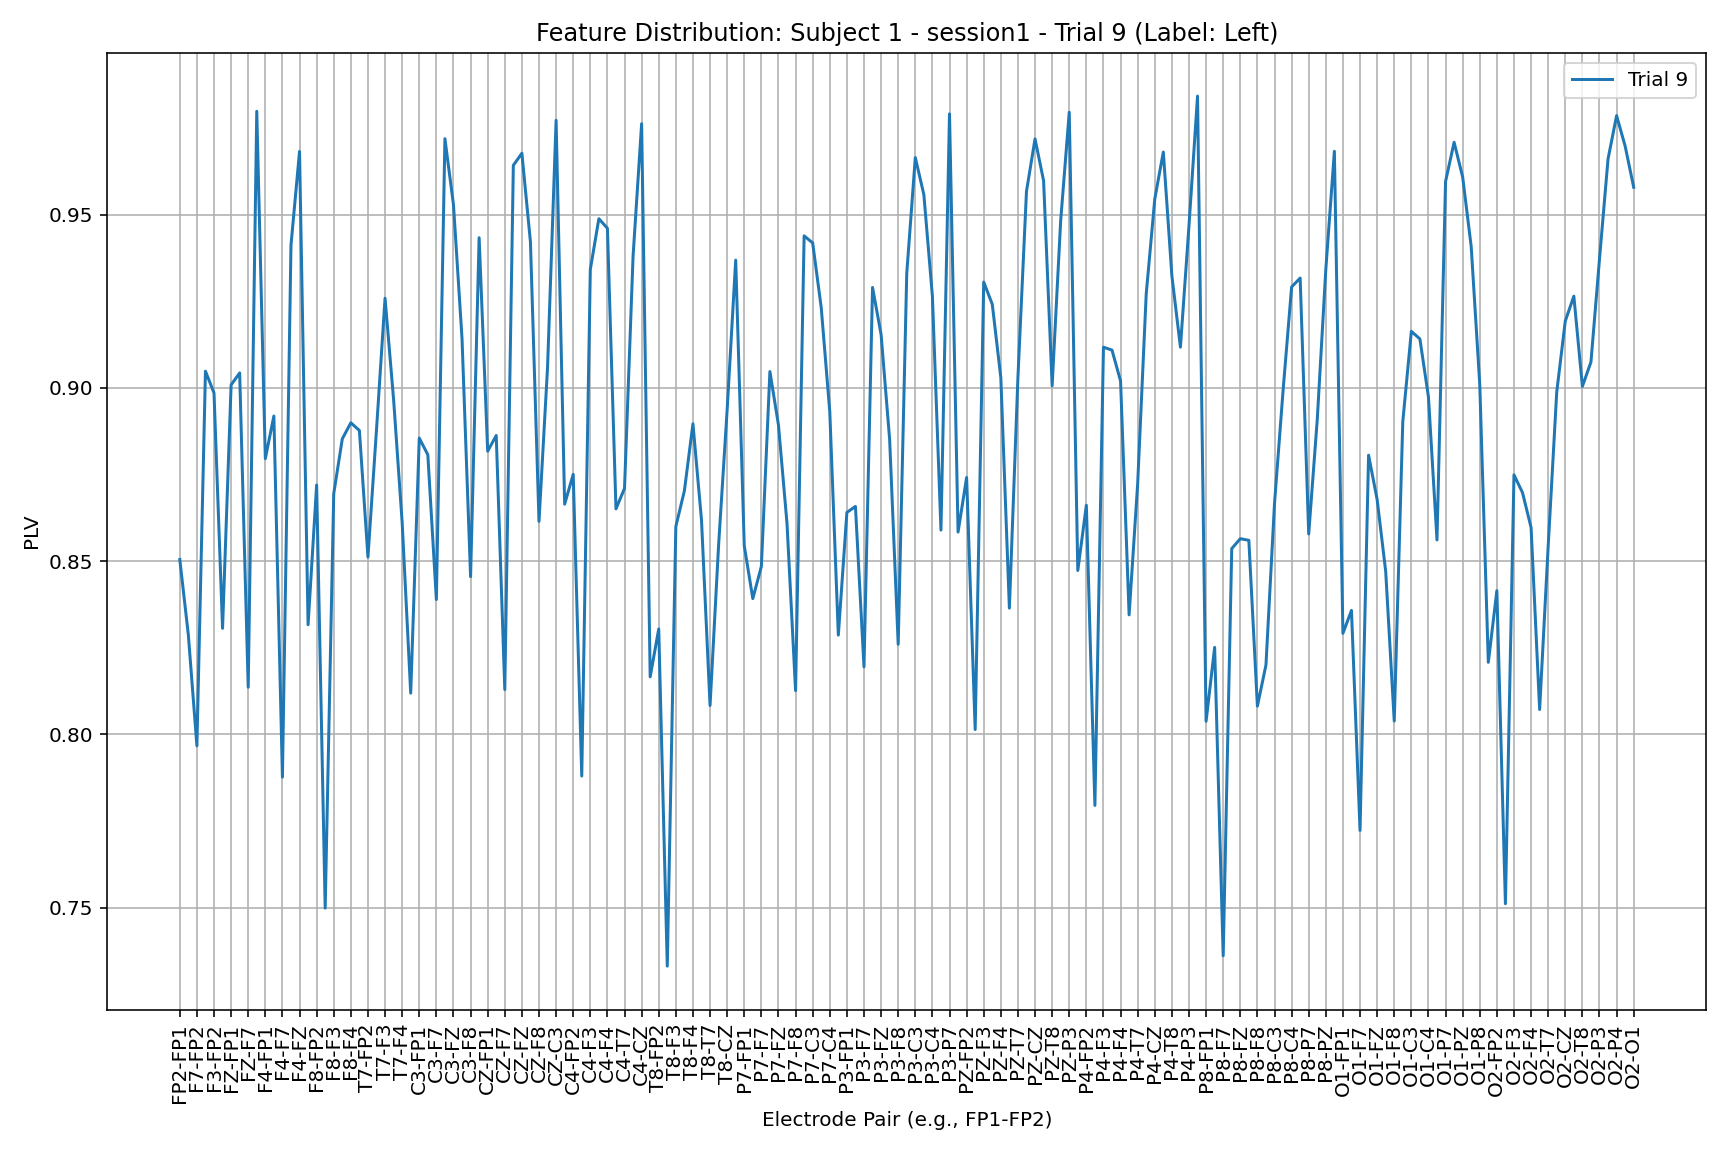 Feature Distribution: Subject 1 - session1 - Trial 9 (Label: Left)
Trial 9
PLV
0.95
0.90
0.85
0.80
0.75
FP2-FP1
F7-FP2
F3-FP2
FZ-FP1
FZ-F7
F4-FP1
F4-F7
F4-FZ
F8-FP2
F8-F3
F8-F4
T7-FP2
T7-F3
T7-F4
C3-FP1
C3-F7
C3-FZ
C3-F8
CZ-FP1
CZ-F7
CZ-FZ
CZ-F8
CZ-C3
C4-FP2
C4-F3
C4-F4
C4-T7
C4-CZ
T8-FP2
T8-F3
T8-F4
T8-T7
T8-CZ
P7-FP1
P7-F7
P7-FZ
P7-F8
P7-C3
P7-C4
P3-FP1
P3-F7
P3-FZ
P3-F8
P3-C3
P3-C4
P3-P7
PZ-FP2
PZ-F3
PZ-F4
PZ-T7
PZ-CZ
PZ-T8
PZ-P3
P4-FP2
P4-F3
P4-F4
P4-T7
P4-CZ
P4-T8
P4-P3
P8-FP1
P8-F7
P8-FZ
P8-F8
P8-C3
P8-C4
P8-P7
P8-PZ
O1-FP1
O1-F7
O1-FZ
O1-F8
O1-C3
O1-C4
O1-P7
O1-PZ
O1-P8
O2-FP2
O2-F3
O2-F4
O2-T7
O2-CZ
O2-T8
O2-P3
O2-P4
O2-O1
Electrode Pair (e.g., FP1-FP2)